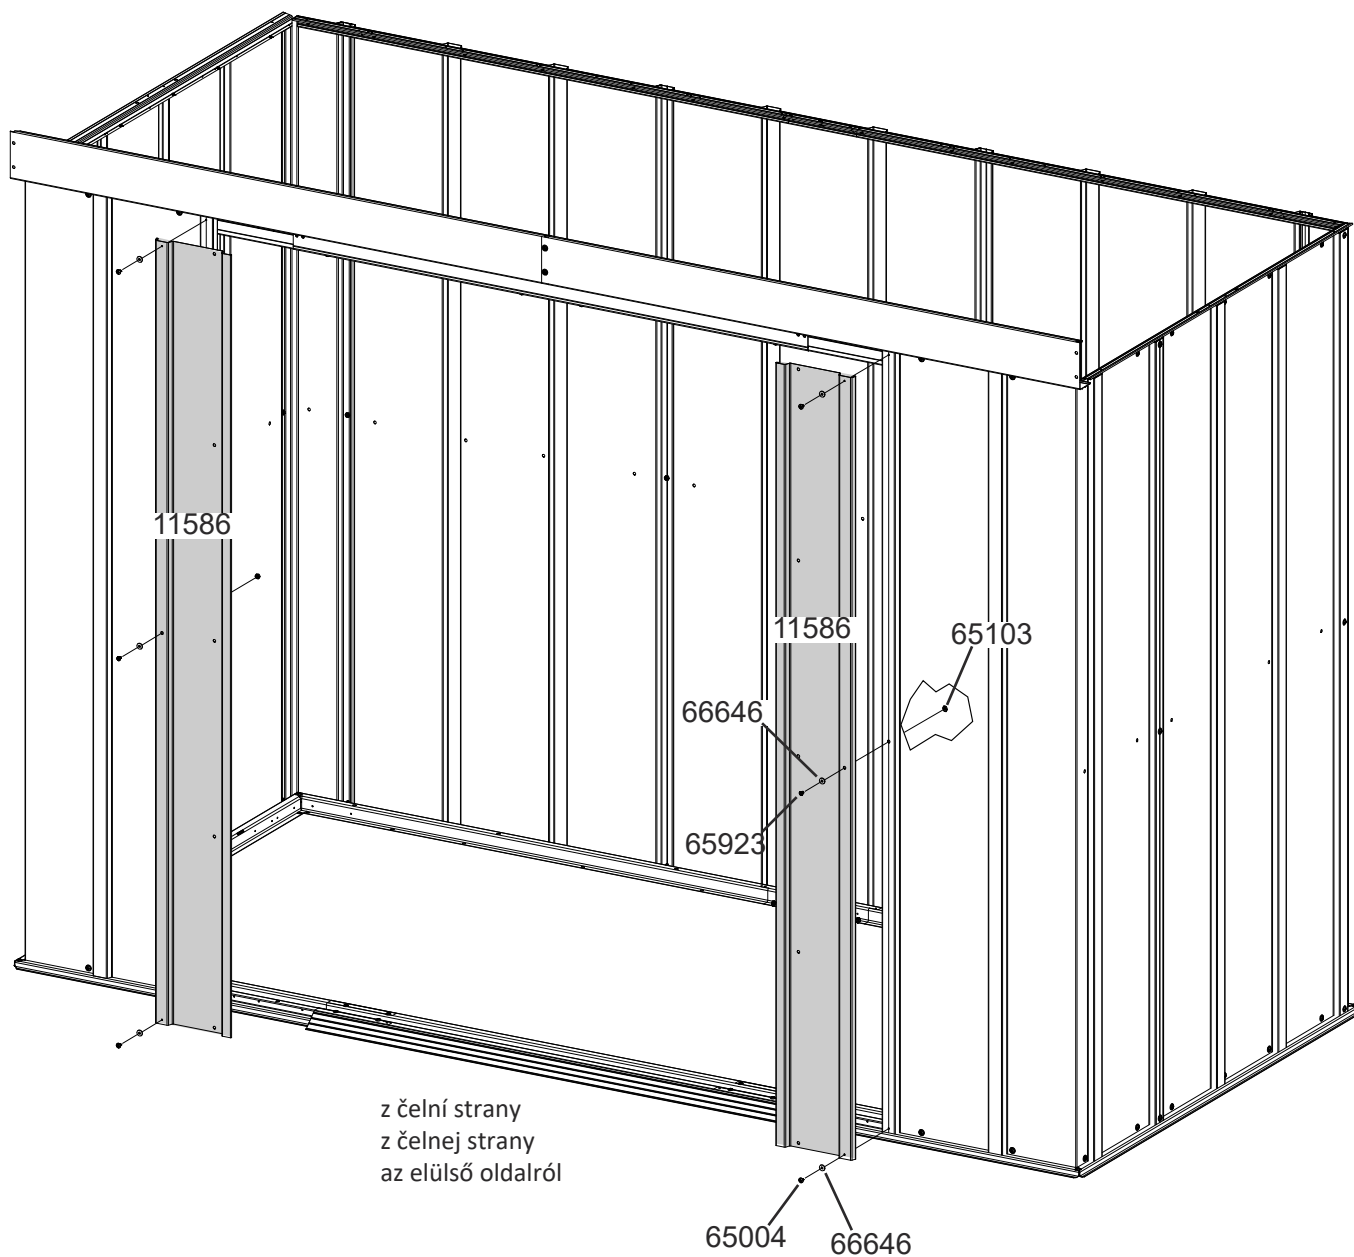 11586
11586
65103
66646
65923
z čelní strany
z čelnej strany
az elülső oldalról
65004
66646